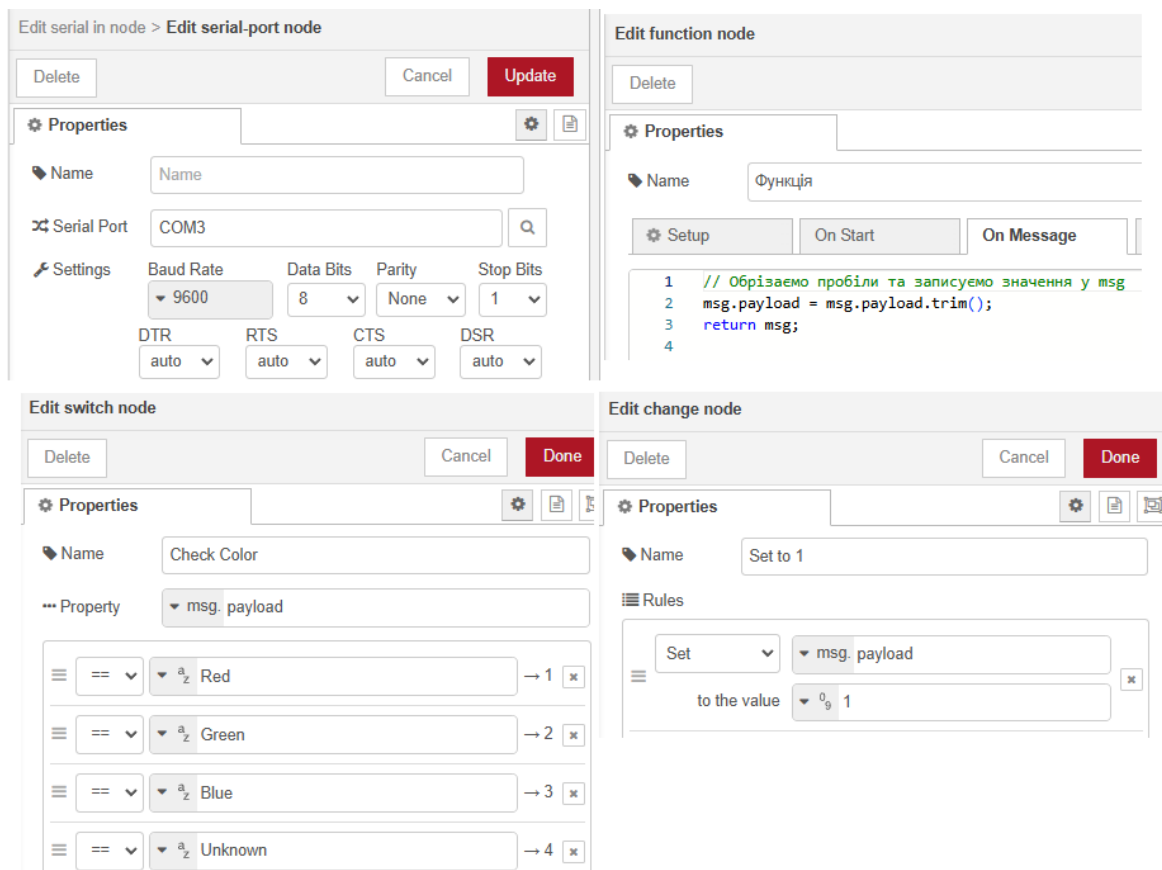 Edit serial in node > Edit serial-port node
Delete
Cancel
Update
Properties
Name
Name
Serial Port
COM3
Settings
Baud Rate
Data Bits
Parity
Stop Bits
9600
8
None
1
DTR
RTS
CTS
DSR
auto
auto
auto
auto
Edit function node
Delete
Properties
Name
Функція
Setup
On Start
On Message
1 // Обрізаємо пробіли та записуємо значення у msg
2 msg.payload = msg.payload.trim();
3 return msg;
4
Edit switch node
Delete
Cancel
Done
Properties
Name
Check Color
Property
msg. payload
== az Red → 1 x
== az Green → 2 x
== az Blue → 3 x
== az Unknown → 4 x
Edit change node
Delete
Cancel
Done
Properties
Name
Set to 1
Rules
Set
msg. payload
to the value
09 1